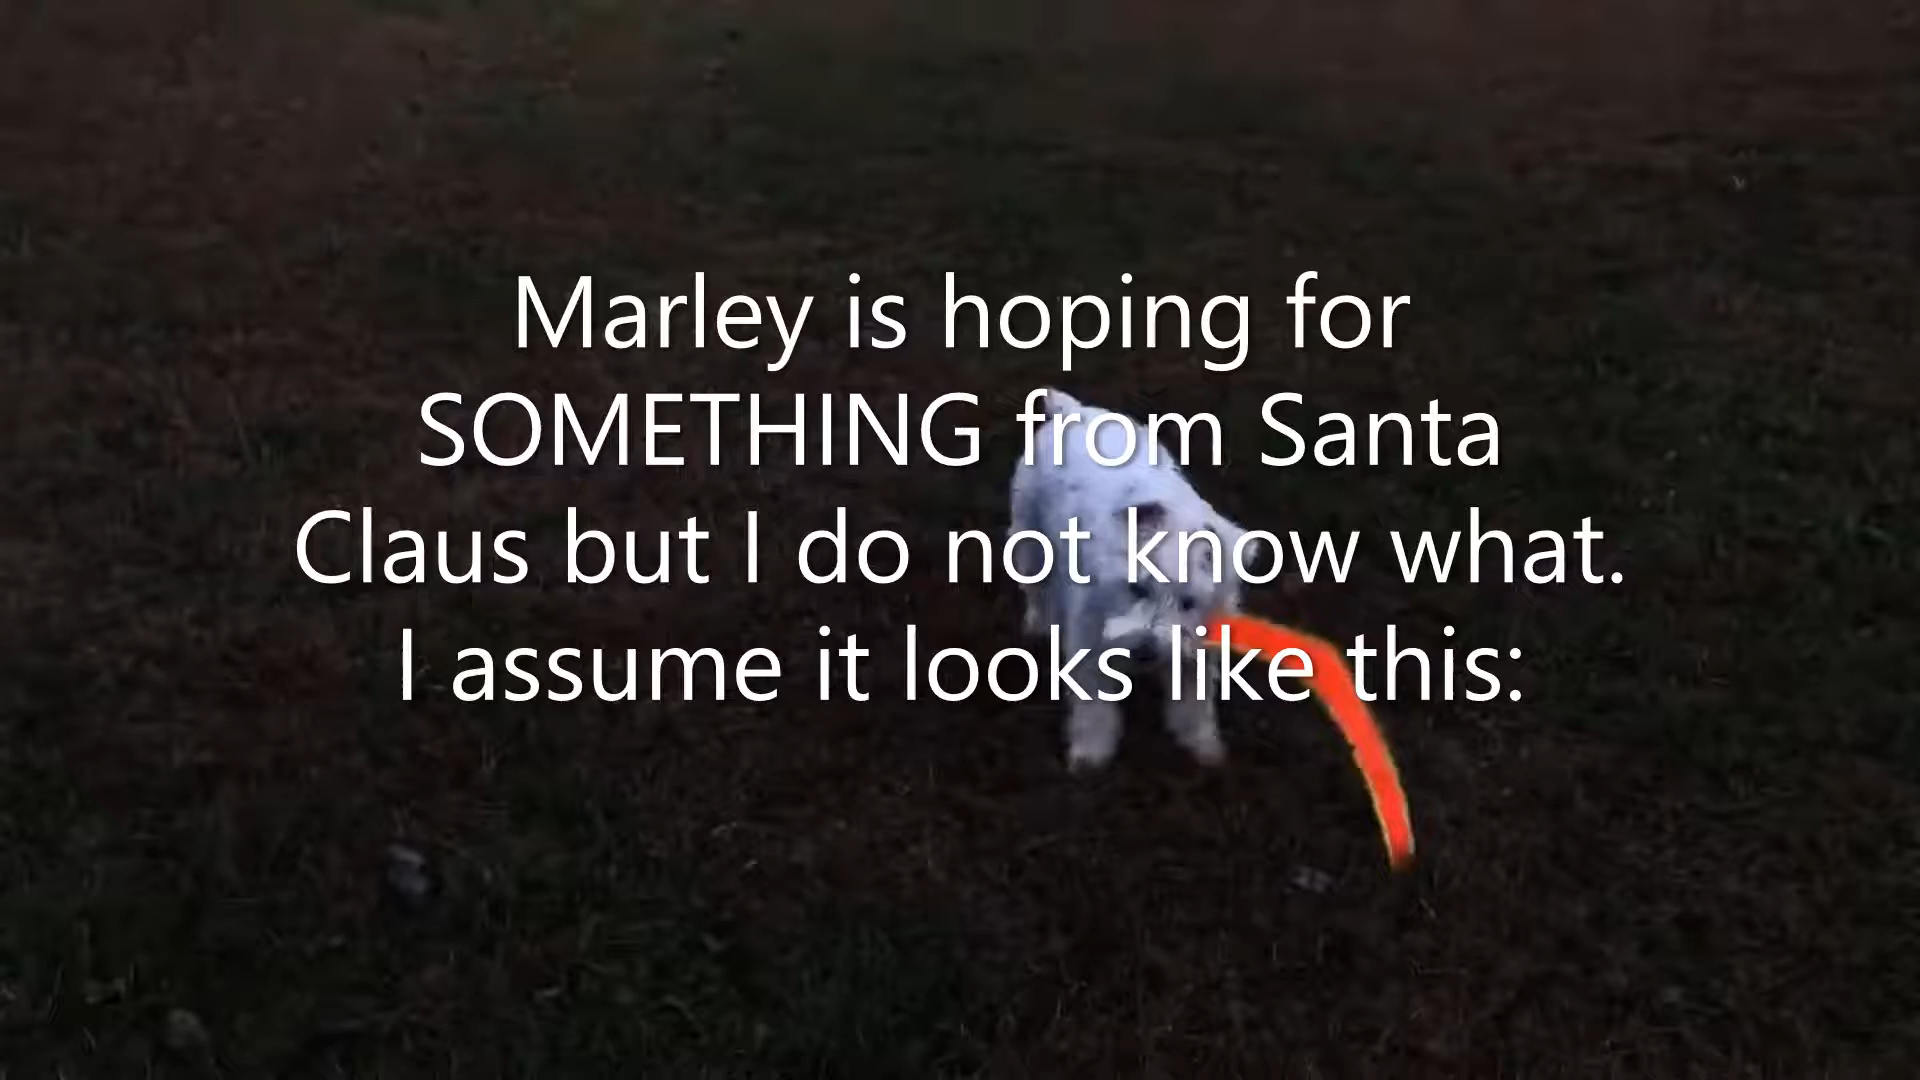 Marley is hoping for
SOMETHING from Santa
Claus but I do not know what.
I assume it looks like this: